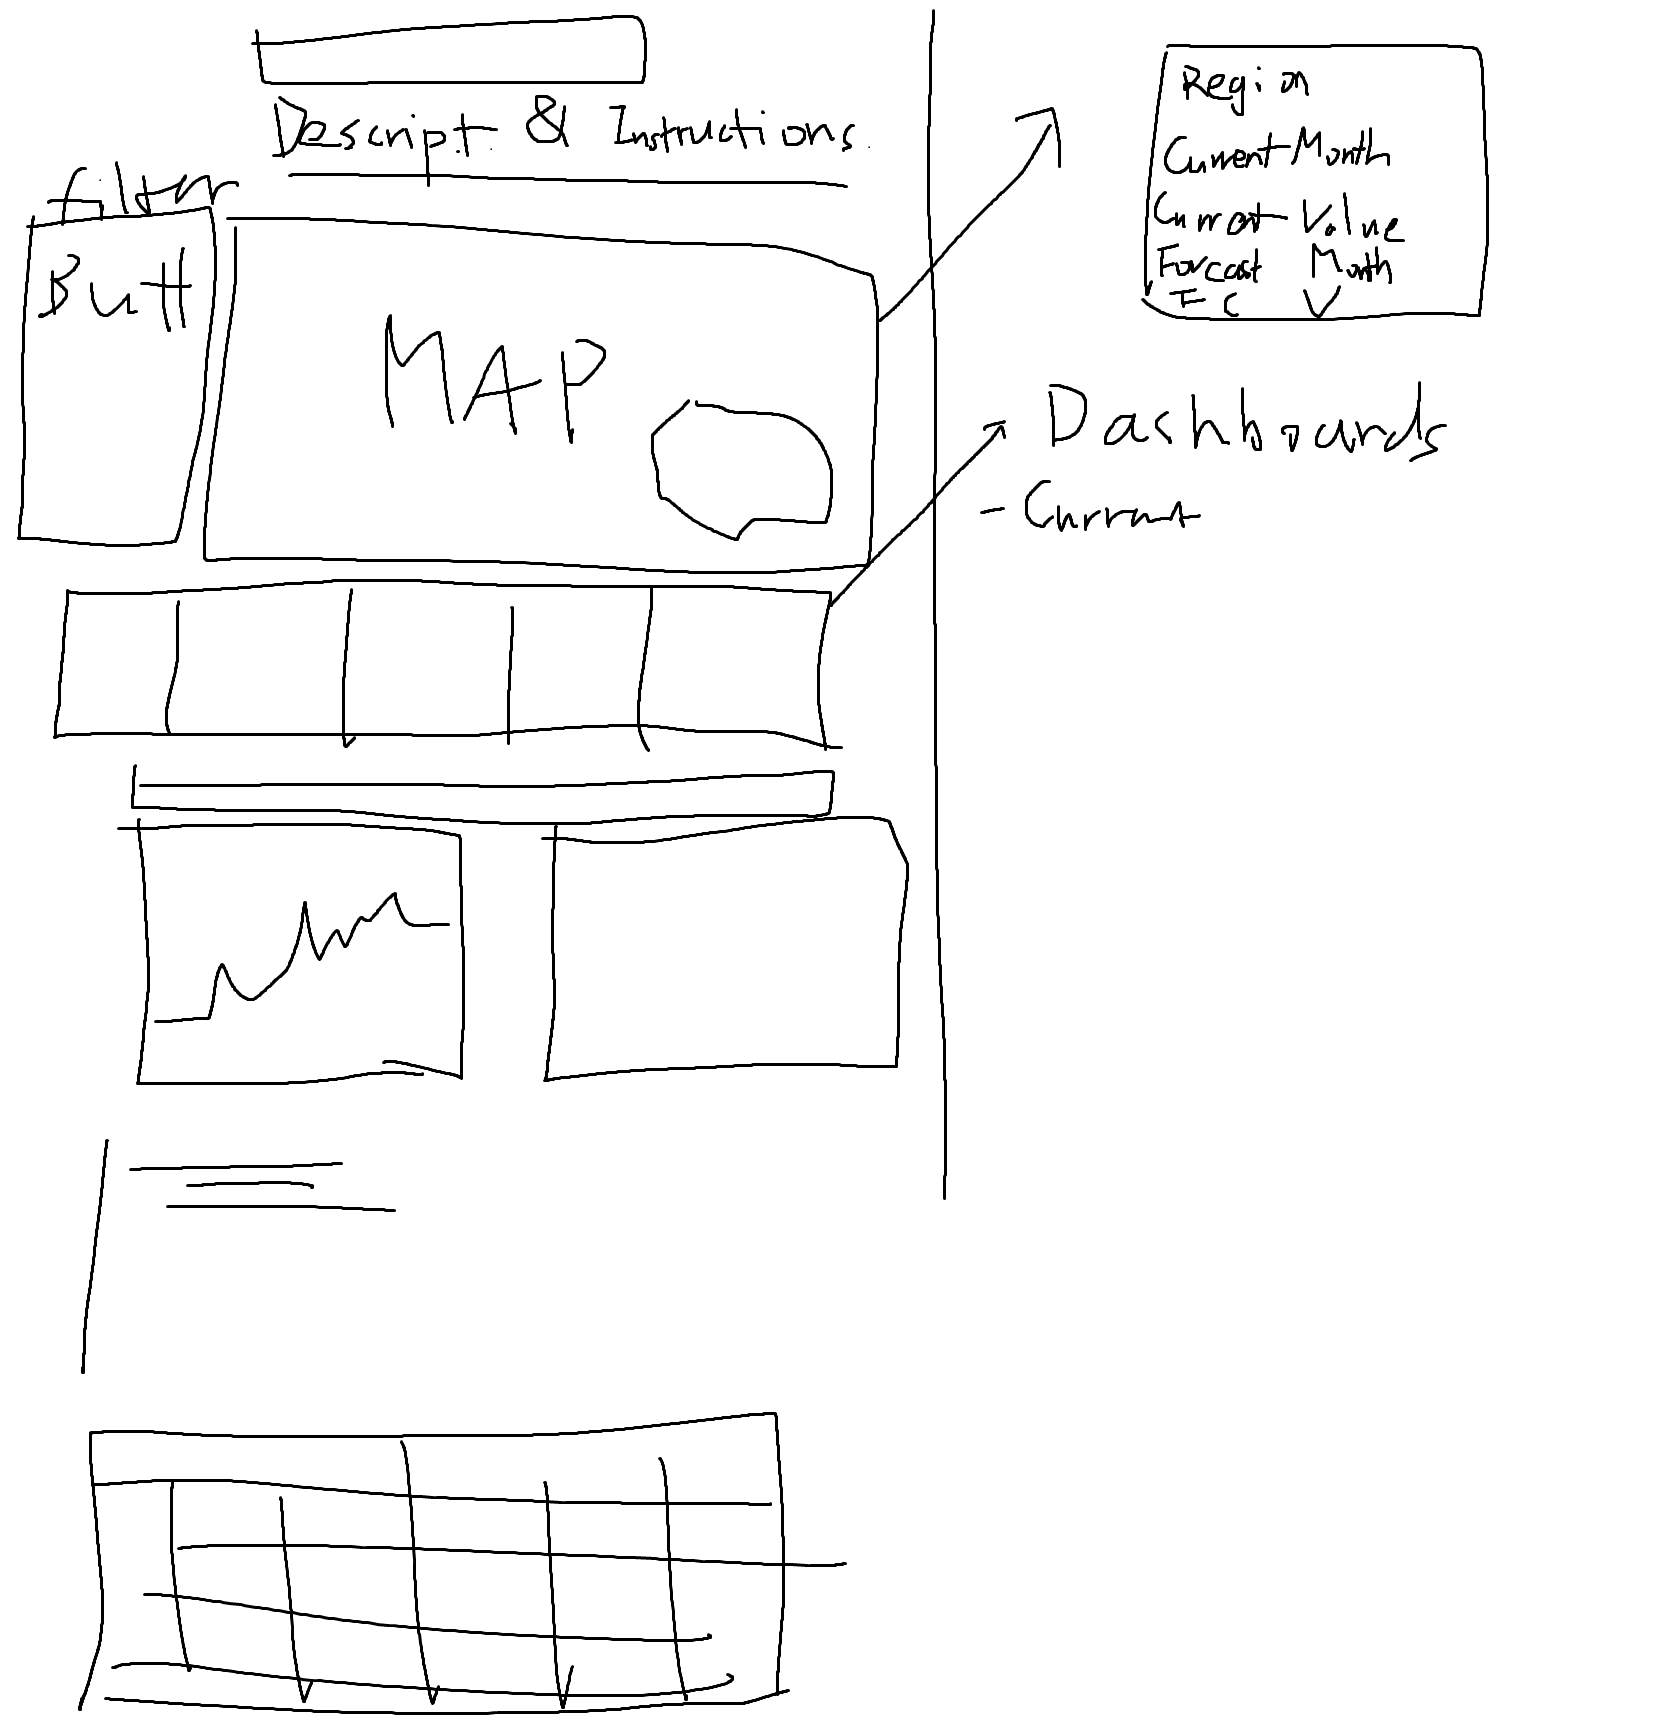 Descript & Instructions
filter
Butt
MAP
Region
Current Month
Current Value
Forcast Month
FC V
Dashboards
- Current